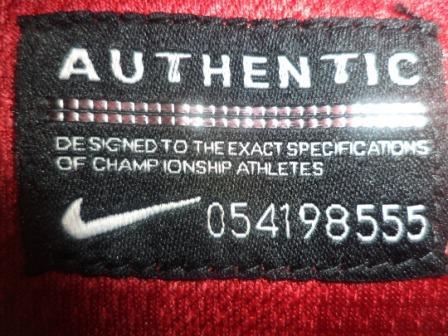 AUTHENTIC
DESIGNED TO THE EXACT SPECIFICATIONS
OF CHAMPIONSHIP ATHLETES
054198555